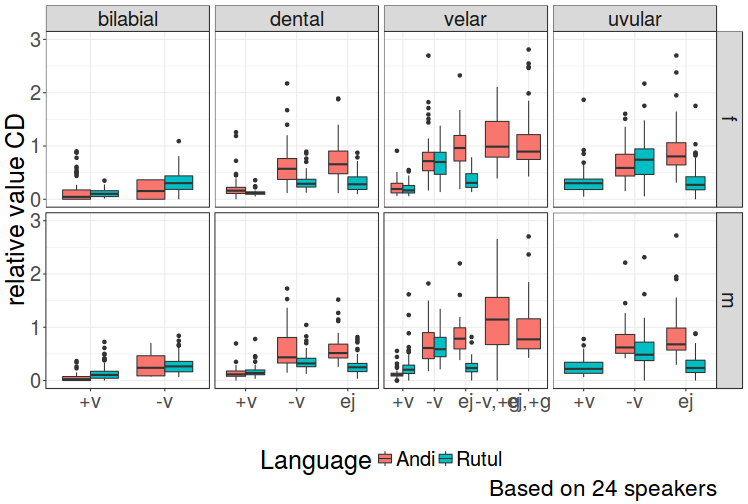 bilabial dental velar uvular
relative value CD
3
2
1
0
f
3
2
1
0
m
+v -v +v -v ej +v -v ej -v,+g ej,+g +v -v ej
Language Andi Rutul
Based on 24 speakers